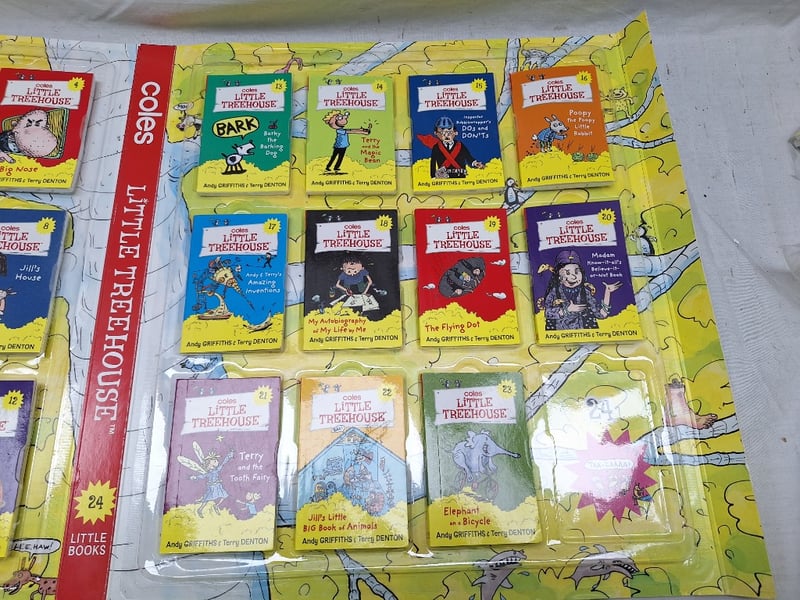 4
coles
LITTLE
TREEHOUSE
Big Nose
8
TREEHOUSE
Jill's
House
12
coles
LITTLE TREEHOUSE™
24
LITTLE
BOOKS
13
coles
LITTLE
TREEHOUSE
BARK
Barky
the
Barking
Dog
Andy GRIFFITHS & Terry DENTON
14
coles
LITTLE
TREEHOUSE
Terry
and the
Magic
Bean
Andy GRIFFITHS & Terry DENTON
15
coles
LITTLE
TREEHOUSE
Inspector
Bubblewrapper's
DOs and
DON'Ts
Andy GRIFFITHS & Terry DENTON
16
coles
LITTLE
TREEHOUSE
Poopy
the Poopy
Little
Rabbit
Andy GRIFFITHS & Terry DENTON
17
coles
LITTLE
TREEHOUSE
Andy & Terry's
Amazing
Inventions
Andy GRIFFITHS & Terry DENTON
18
coles
LITTLE
TREEHOUSE
My Autobiography
of My Life by Me
Andy GRIFFITHS & Terry DENTON
19
coles
LITTLE
TREEHOUSE
The Flying Dot
Andy GRIFFITHS & Terry DENTON
20
coles
LITTLE
TREEHOUSE
Madam
Know-it-all's
Believe-it-
or-Not Book
Andy GRIFFITHS & Terry DENTON
21
coles
LITTLE
TREEHOUSE
Terry
and the
Tooth Fairy
Andy GRIFFITHS & Terry DENTON
22
coles
LITTLE
TREEHOUSE
Jill's Little
BIG Book of Animals
Andy GRIFFITHS & Terry DENTON
23
coles
LITTLE
TREEHOUSE
Elephant
on a Bicycle
Andy GRIFFITHS & Terry DENTON
24